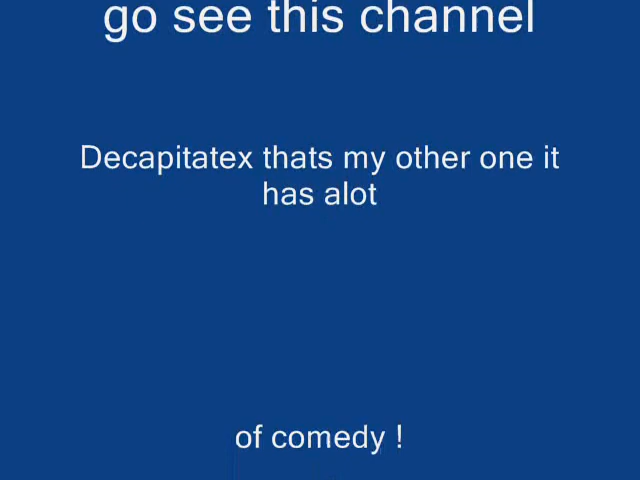 go see this channel
Decapitatex thats my other one it
has alot
of comedy !